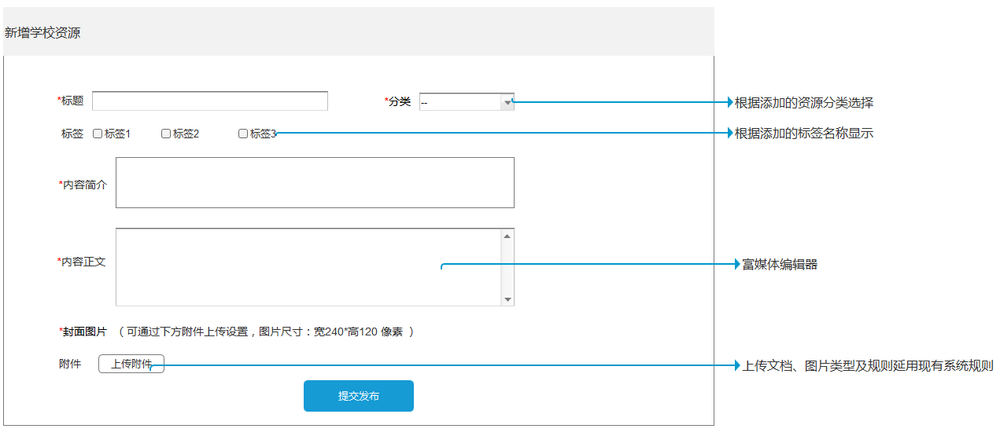 新增学校资源
*标题 *分类 -- 根据添加的资源分类选择
标签 标签1 标签2 标签3 根据添加的标签名称显示
*内容简介
*内容正文 富媒体编辑器
*封面图片 （可通过下方附件上传设置，图片尺寸：宽240*高120 像素 ）
附件 上传附件 上传文档、图片类型及规则延用现有系统规则
提交发布